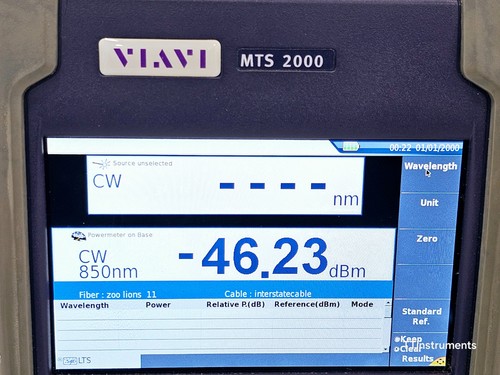 VIAVI MTS 2000
00:22 01/01/2000
Source unselected
CW
- - - - nm
Powermeter on Base
CW
850nm
-46.23 dBm
Fiber : zoo lions 11 Cable : interstatecable
Wavelength Power Relative P.(dB) Reference(dBm) Mode
LTS
Wavelength
Unit
Zero
Standard
Ref.
Keep
Clear
Results